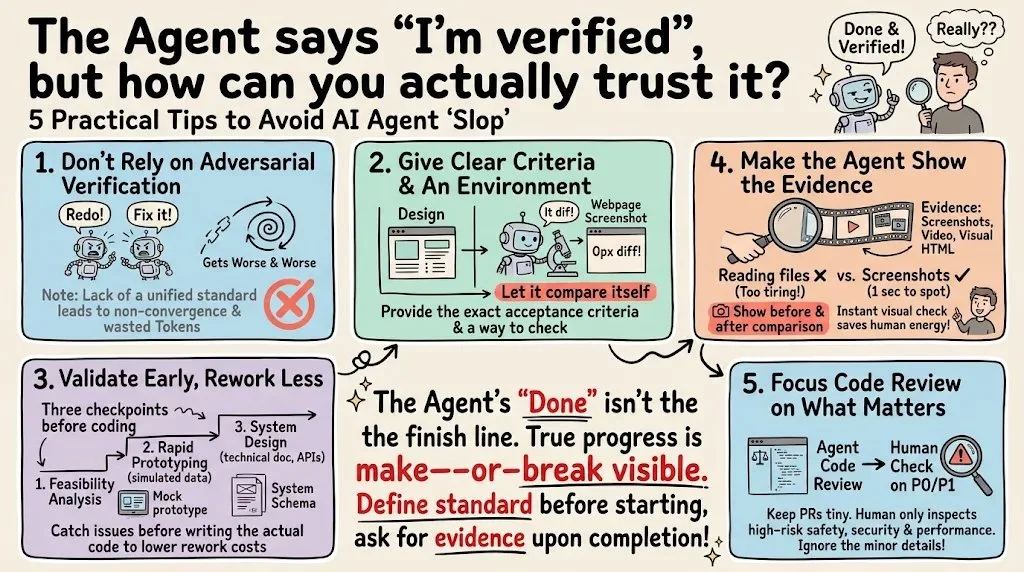 The Agent says “I’m verified”,
but how can you actually trust it?
5 Practical Tips to Avoid AI Agent ‘Slop’
Done &
Verified!
Really??
1. Don’t Rely on Adversarial
Verification
Redo!
Fix it!
Gets Worse & Worse
Note: Lack of a unified standard
leads to non-convergence &
wasted Tokens
2. Give Clear Criteria
& An Environment
Design
It dif!
Webpage
Screenshot
Opx diff!
Let it compare itself
Provide the exact acceptance criteria
& a way to check
4. Make the Agent Show
the Evidence
Evidence:
Screenshots,
Video, Visual
HTML
Reading files ✗ vs. Screenshots ✓
(Too tiring!)
(1 sec to spot)
Show before &
after comparison
Instant visual check
saves human energy!
3. Validate Early, Rework Less
Three checkpoints
before coding
1. Feasibility
Analysis
2. Rapid
Prototyping
(simulated data)
Mock
prototype
3. System
Design
(technical doc, APIs)
System
Schema
Catch issues before writing the actual
code to lower rework costs
The Agent’s “Done” isn’t the
the finish line. True progress is
make-–-or-break visible.
Define standard before starting,
ask for evidence upon completion!
5. Focus Code Review
on What Matters
Agent
Code
Review
Human
Check
on P0/P1
Keep PRs tiny. Human only inspects
high-risk safety, security & performance.
Ignore the minor details!